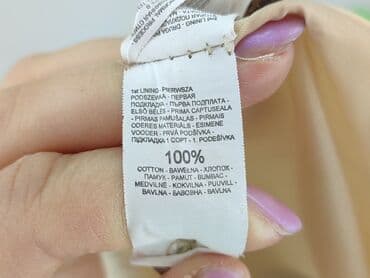 1st LINING - PIERWSZA
PODSZEWKA - ПЕРВАЯ
ПОДКЛАДКА - ПЪРВА ПОДПЛАТА -
ELSŐ BÉLÉS - PRIMA CAPTUSEALA
- PIRMAS PAMUŠALAS - PIRMAIS
ODERES MATERIĀLS - ESIMENE
VOODER - PRVÁ PODŠÍVKA -
ПІДКЛАДКА 1 СОРТ - 1. PODEŠÍVKA
100%
COTTON - BAWEŁNA - ХЛОПОК
- ПАМУК - PAMUT - BUMBAC -
MEDVILNĖ - KOKVILNA - PUUVILL -
BAVLNA - БАВОВНА - BAVLNA